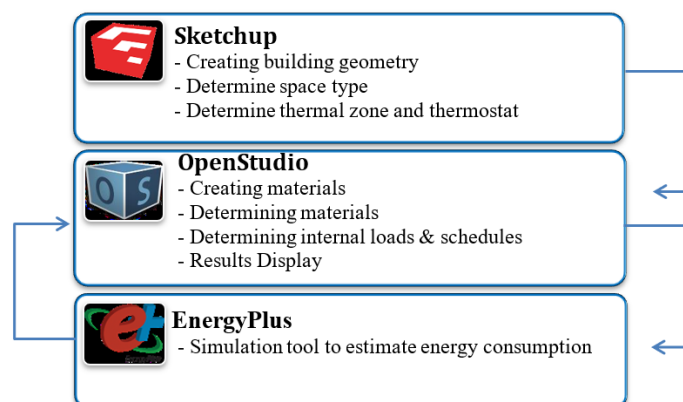 Sketchup
- Creating building geometry
- Determine space type
- Determine thermal zone and thermostat
OpenStudio
O S
- Creating materials
- Determining materials
- Determining internal loads & schedules
- Results Display
EnergyPlus
e+
- Simulation tool to estimate energy consumption